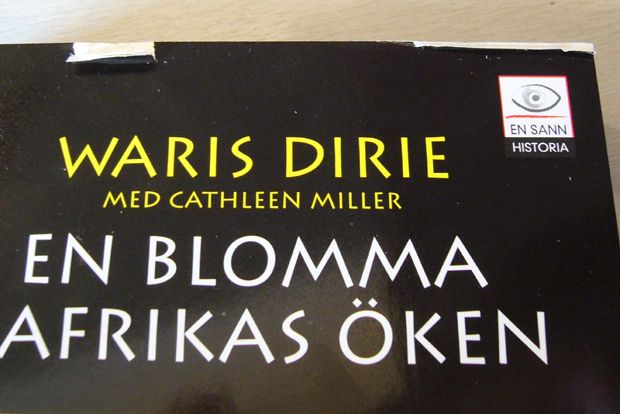 EN SANN
HISTORIA
WARIS DIRIE
MED CATHLEEN MILLER
EN BLOMMA
AFRIKAS ÖKEN